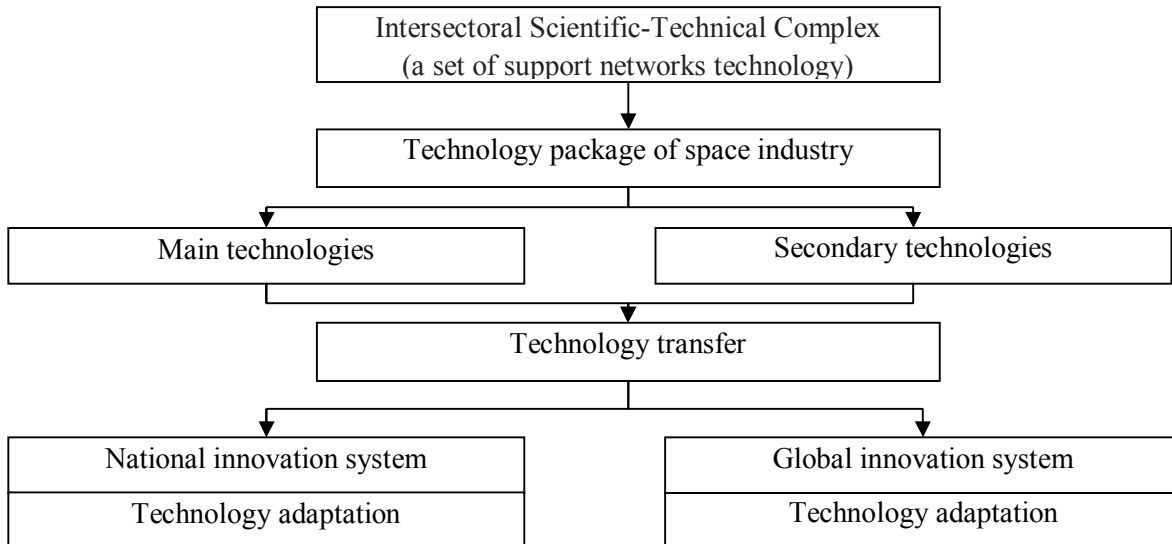 Intersectoral Scientific-Technical Complex
(a set of support networks technology)
Technology package of space industry
Main technologies
Secondary technologies
Technology transfer
National innovation system
Global innovation system
Technology adaptation
Technology adaptation